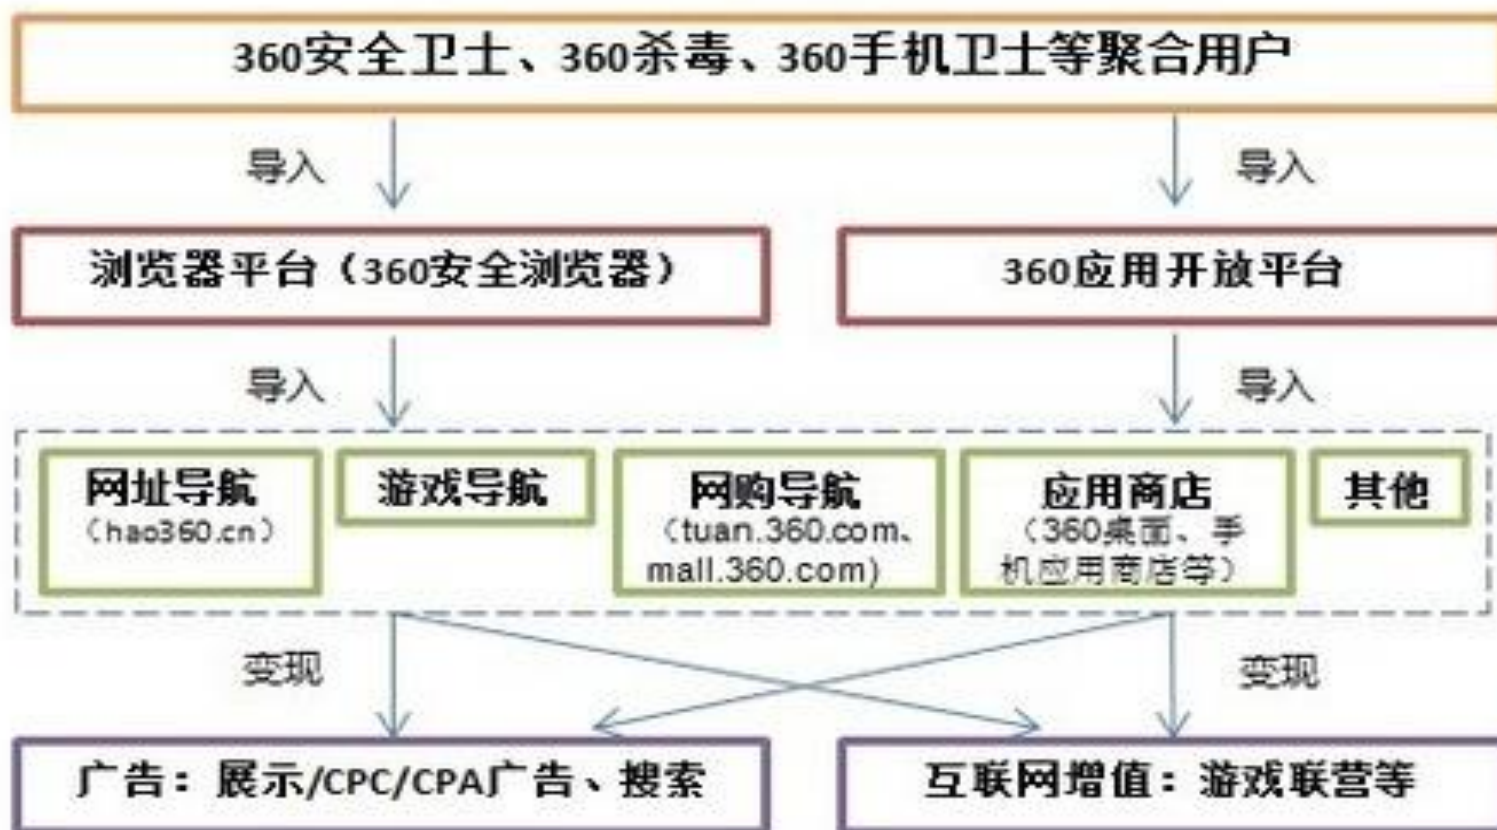 360安全卫士、360杀毒、360手机卫士等聚合用户
导入 导入
浏览器平台（360安全浏览器） 360应用开放平台
导入 导入
网址导航 游戏导航 网购导航 应用商店 其他
（hao360.cn） （tuan.360.com、 （360桌面、手
mall.360.com) 机应用商店等）
变现 变现
广告：展示/CPC/CPA广告、搜索 互联网增值：游戏联营等